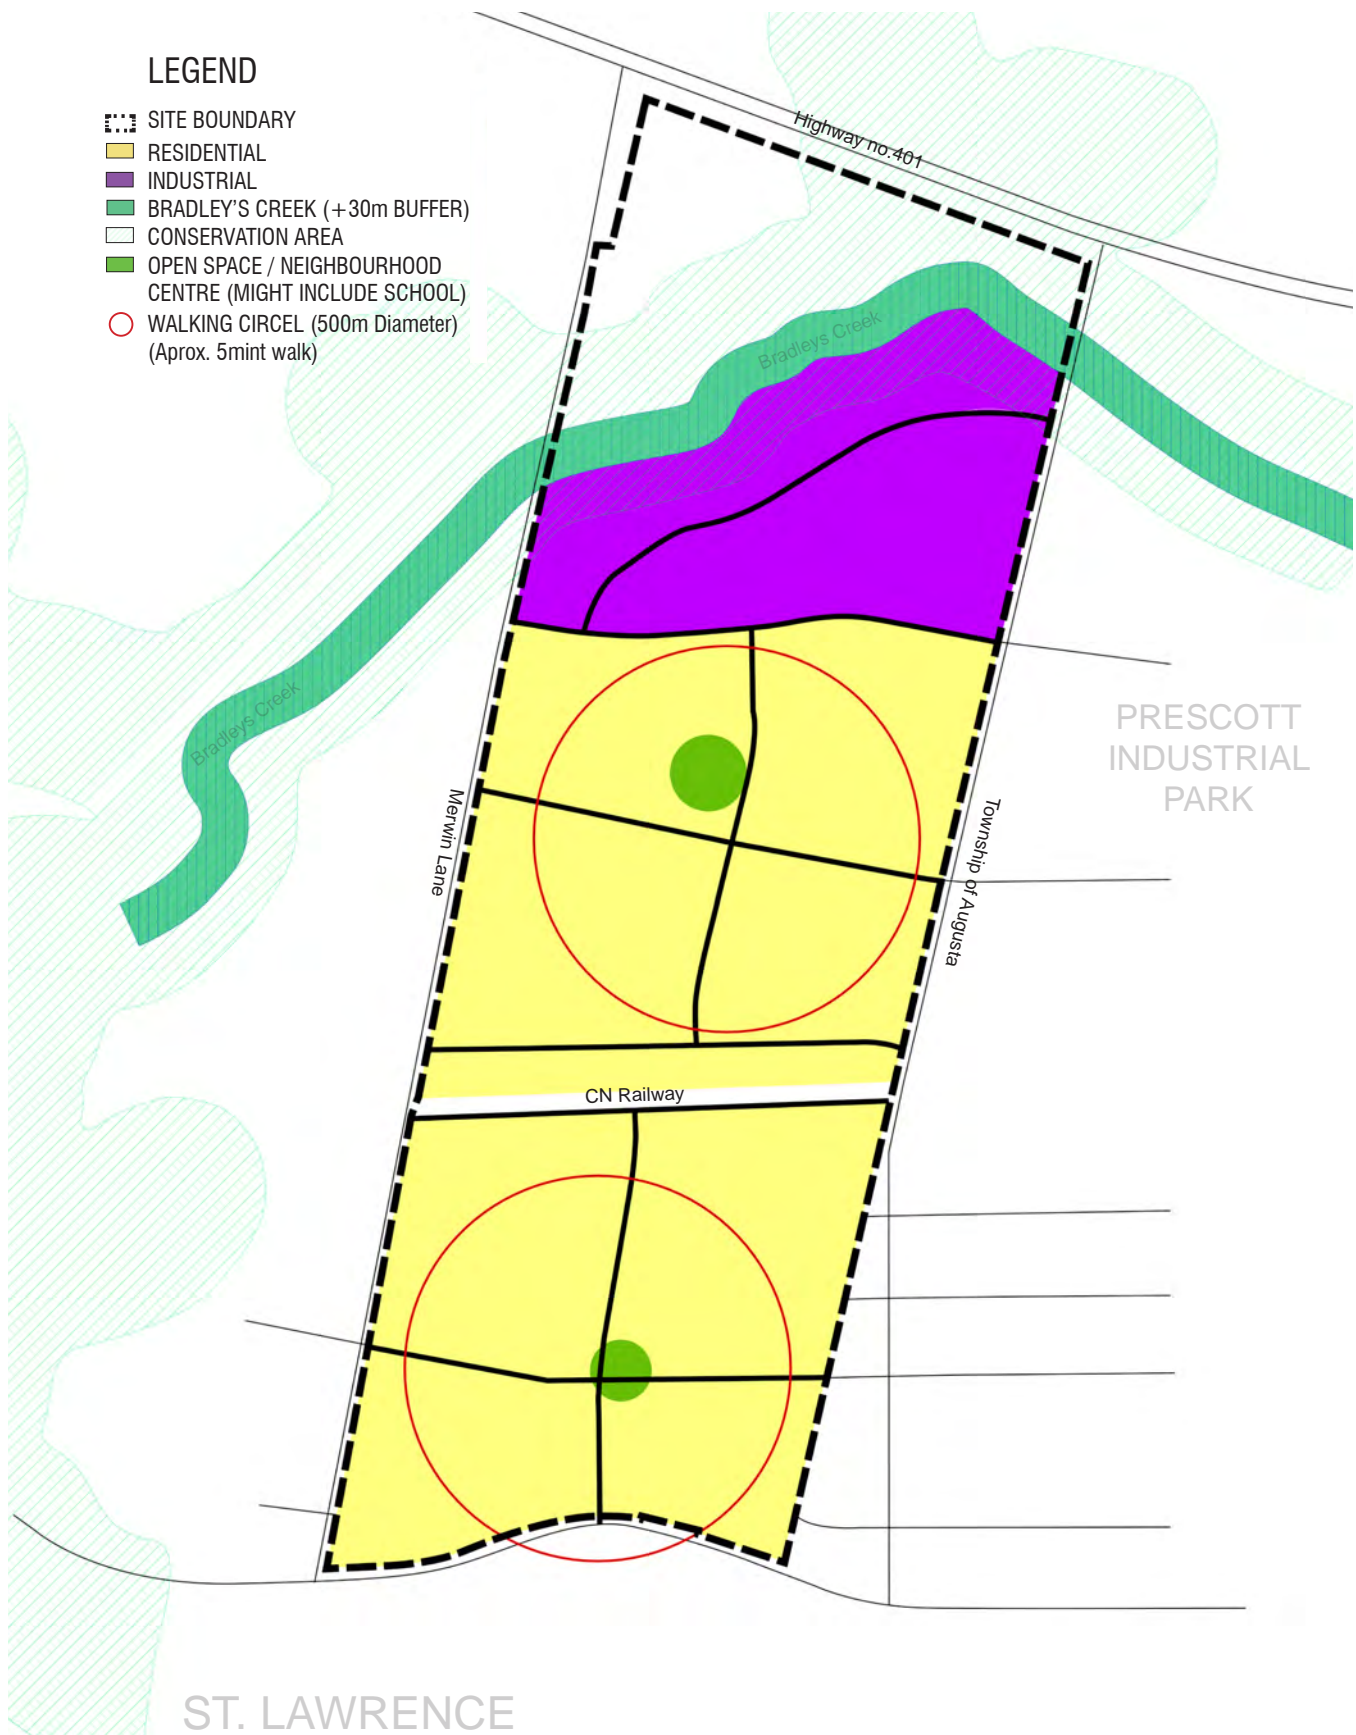 LEGEND
SITE BOUNDARY
RESIDENTIAL
INDUSTRIAL
BRADLEY'S CREEK (+30m BUFFER)
CONSERVATION AREA
OPEN SPACE / NEIGHBOURHOOD
CENTRE (MIGHT INCLUDE SCHOOL)
WALKING CIRCEL (500m Diameter)
(Aprox. 5mint walk)
Highway no.401
Bradleys Creek
Bradleys Creek
PRESCOTT
INDUSTRIAL
PARK
Merwin Lane
Township of Augusta
CN Railway
ST. LAWRENCE